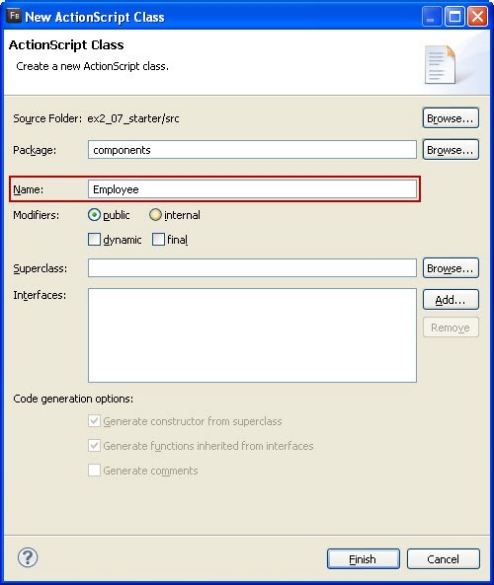 FB New ActionScript Class
ActionScript Class
Create a new ActionScript class.
Source Folder: ex2_07_starter/src Browse...
Package: components Browse...
Name: Employee
Modifiers: public internal
dynamic final
Superclass: Browse...
Interfaces: Add...
Remove
Code generation options:
Generate constructor from superclass
Generate functions inherited from interfaces
Generate comments
? Finish Cancel